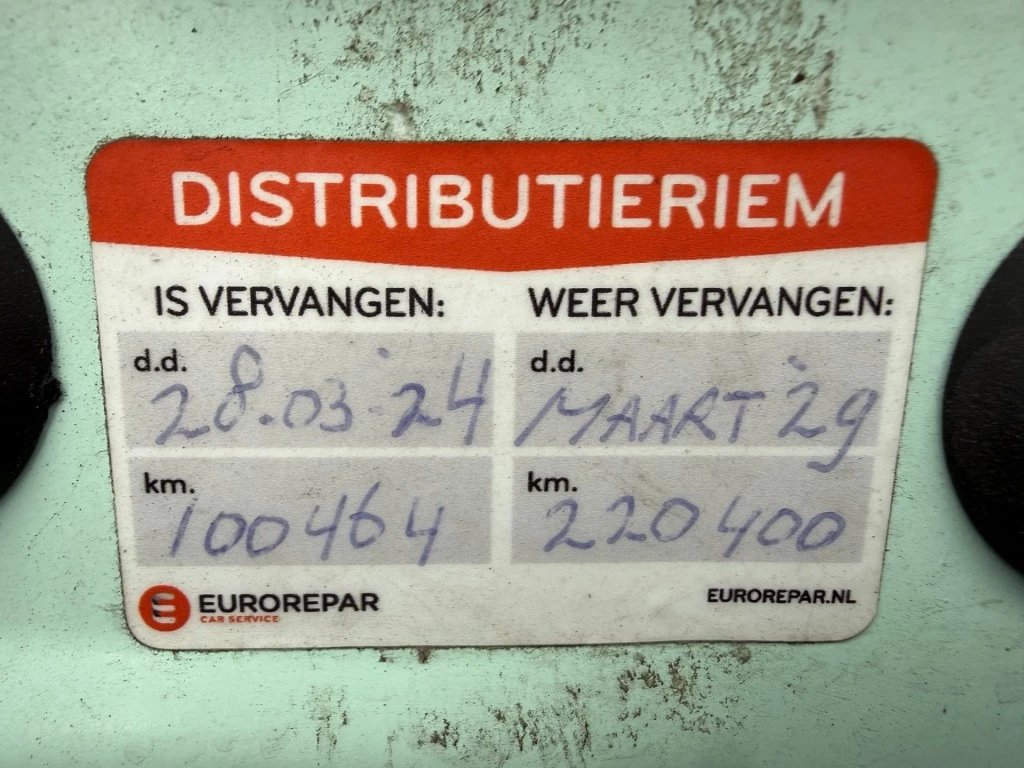 DISTRIBUTIERIEM
IS VERVANGEN:
d.d.
28.03-24
km.
100464
WEER VERVANGEN:
d.d.
MAART '29
km.
220400
EUROREPAR
CAR SERVICE
EUROREPAR.NL